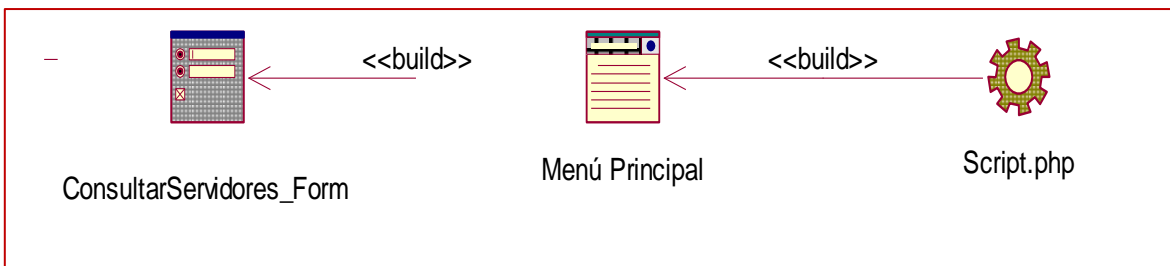 <<build>>
<<build>>
ConsultarServidores_Form
Menú Principal
Script.php